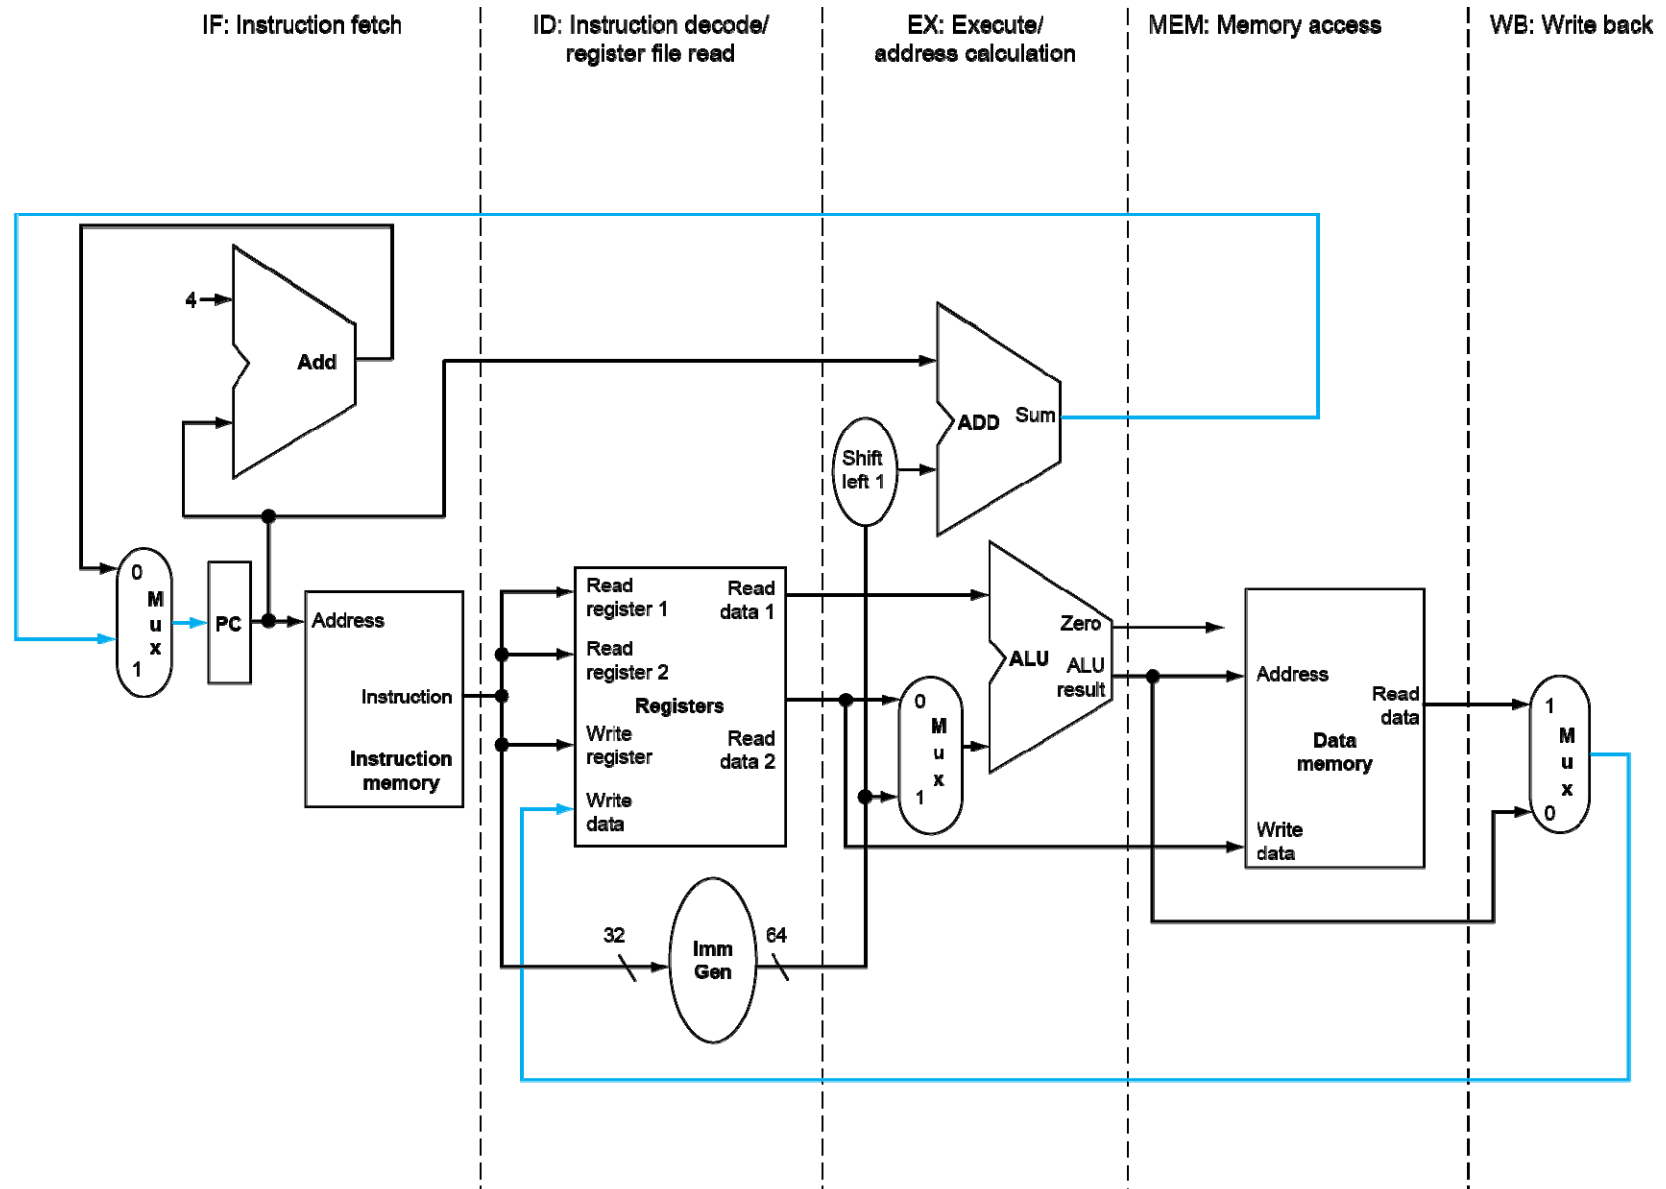 IF: Instruction fetch
ID: Instruction decode/
register file read
EX: Execute/
address calculation
MEM: Memory access
WB: Write back
4
Add
ADD
Sum
Shift
left 1
0
M
u
x
1
PC
Address
Instruction
Instruction
memory
Read
register 1
Read
register 2
Write
register
Write
data
Registers
Read
data 1
Read
data 2
0
M
u
x
1
Zero
ALU
ALU
result
Address
Read
data
Data
memory
Write
data
1
M
u
x
0
32
Imm
Gen
64